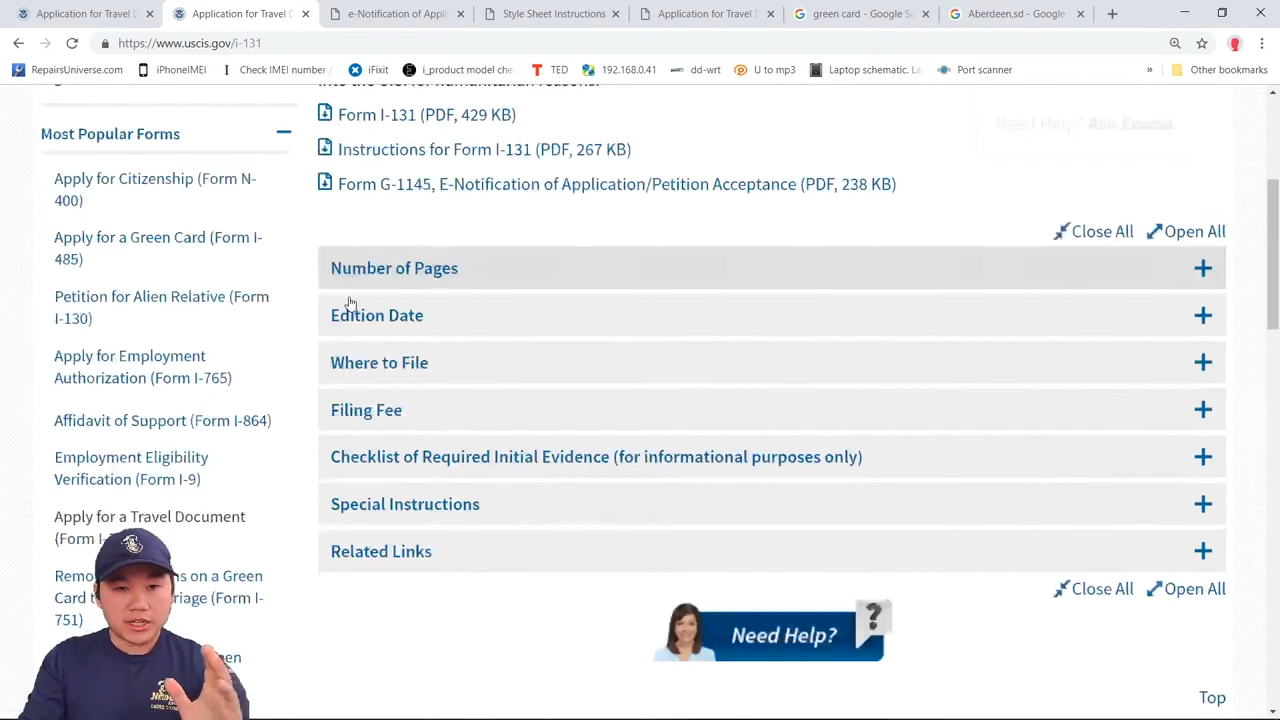 Application for Travel D
Application for Travel D
e-Notification of Appli
Style Sheet Instructions
Application for Travel D
green card - Google Se
Aberdeen,sd - Google
https://www.uscis.gov/i-131
RepairsUniverse.com
iPhoneIMEI
Check IMEI number
iFixit
i_product model che
TED
192.168.0.41
dd-wrt
U to mp3
Laptop schematic. La
Port scanner
Other bookmarks
Need Help? Ask Emma
Form I-131 (PDF, 429 KB)
Instructions for Form I-131 (PDF, 267 KB)
Form G-1145, E-Notification of Application/Petition Acceptance (PDF, 238 KB)
Close All
Open All
Most Popular Forms
Apply for Citizenship (Form N-
400)
Apply for a Green Card (Form I-
485)
Petition for Alien Relative (Form
I-130)
Apply for Employment
Authorization (Form I-765)
Affidavit of Support (Form I-864)
Employment Eligibility
Verification (Form I-9)
Apply for a Travel Document
(Form I-
Remo
s on a Green
Card
riage (Form I-
751)
Number of Pages
Edition Date
Where to File
Filing Fee
Checklist of Required Initial Evidence (for informational purposes only)
Special Instructions
Related Links
Close All
Open All
Need Help?
?
Top